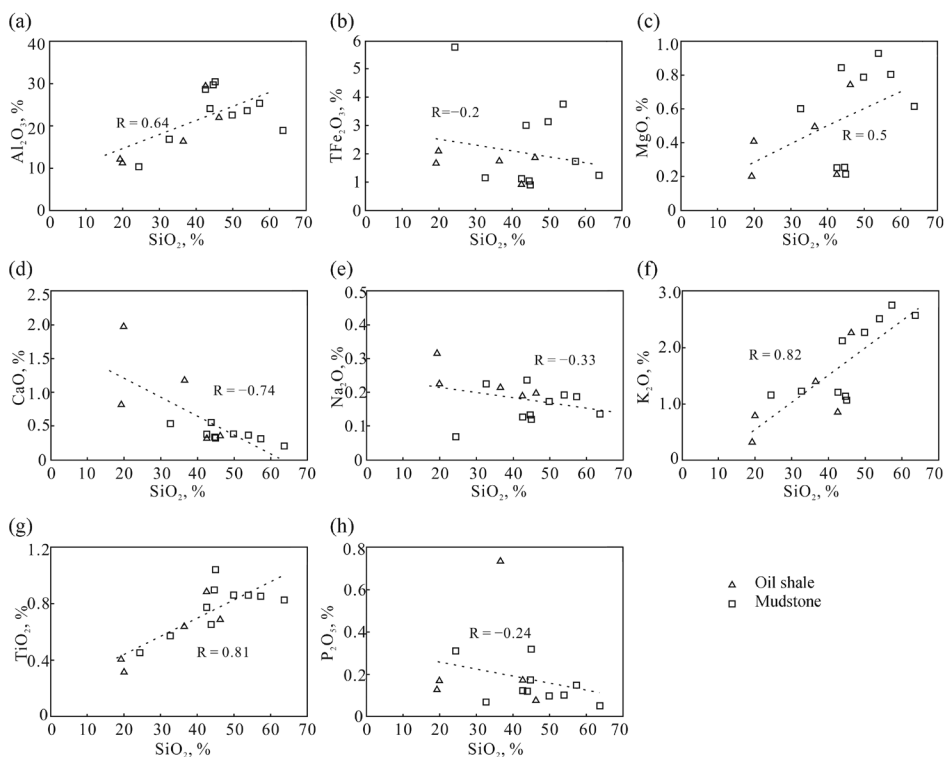 (a)
Al₂O₃, %
40
30
20
10
0
R = 0.64
0 10 20 30 40 50 60 70
SiO₂, %
(b)
TFe₂O₃, %
6
5
4
3
2
1
0
R=−0.2
0 10 20 30 40 50 60 70
SiO₂, %
(c)
MgO, %
1.0
0.8
0.6
0.4
0.2
0
R = 0.5
0 10 20 30 40 50 60 70
SiO₂, %
(d)
CaO, %
2.5
2.0
1.5
1.0
0.5
0
R = −0.74
0 10 20 30 40 50 60 70
SiO₂, %
(e)
Na₂O, %
0.5
0.4
0.3
0.2
0.1
0
R = −0.33
0 10 20 30 40 50 60 70
SiO₂, %
(f)
K₂O, %
3.0
2.0
1.0
0
R = 0.82
0 10 20 30 40 50 60 70
SiO₂, %
(g)
TiO₂, %
1.2
0.8
0.4
0
R = 0.81
0 10 20 30 40 50 60 70
SiO₂, %
(h)
P₂O₅, %
0.8
0.6
0.4
0.2
0
R = −0.24
0 10 20 30 40 50 60 70
SiO₂, %
Oil shale
Mudstone